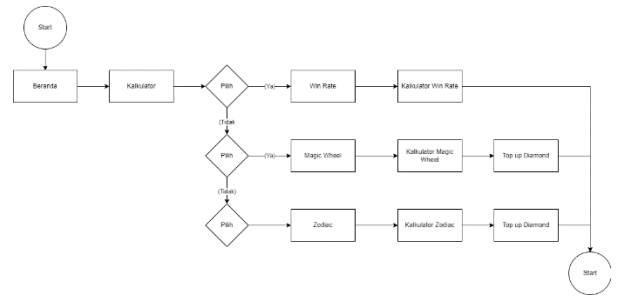 Start
Beranda
Kalkulator
Pilih
(Ya)
Win Rate
Kalkulator Win Rate
(Tidak
Pilih
(Ya)
Magic Wheel
Kalkulator Magic
Wheel
Top up Diamond
(Tidak)
Pilih
Zodiac
Kalkulator Zodiac
Top up Diamond
Start